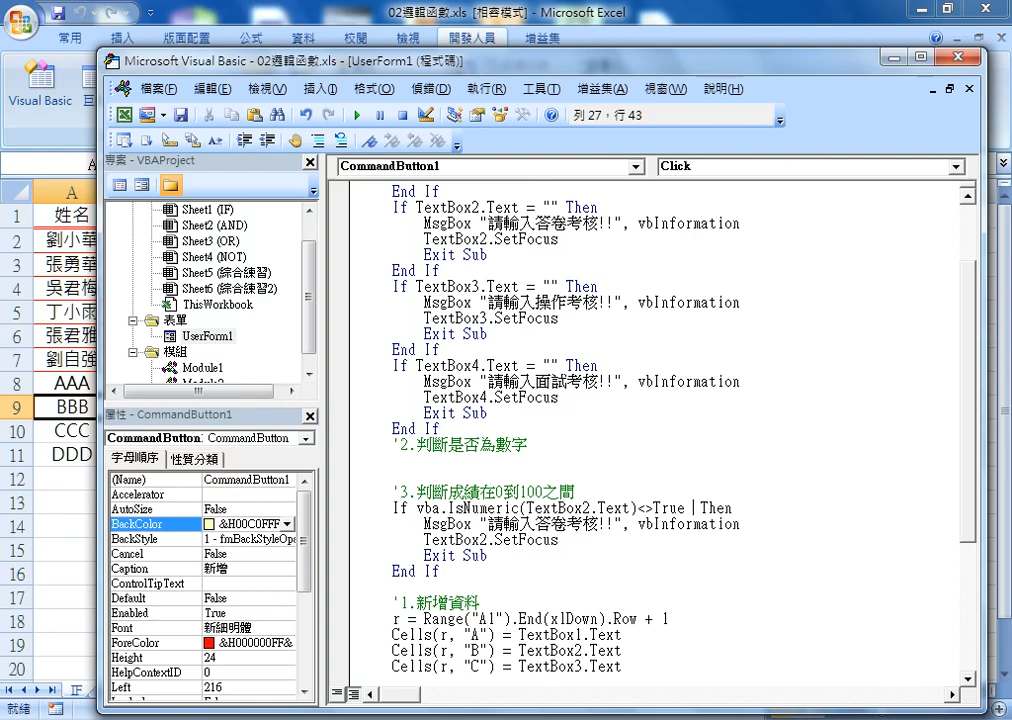 02邏輯函數.xls [相容模式] - Microsoft Excel
常用 插入 版面配置 公式 資料 校閱 檢視 開發人員 增益集
Visual Basic 巨
Microsoft Visual Basic - 02邏輯函數.xls - [UserForm1 (程式碼)]
檔案(F) 編輯(E) 檢視(V) 插入(I) 格式(O) 偵錯(D) 執行(R) 工具(T) 增益集(A) 視窗(W) 說明(H)
列 27，行 43
專案 - VBAProject
Sheet1 (IF)
Sheet2 (AND)
Sheet3 (OR)
Sheet4 (NOT)
Sheet5 (綜合練習)
Sheet6 (綜合練習2)
ThisWorkbook
表單
UserForm1
模組
Module1
屬性 - CommandButton1
CommandButton1 CommandButton
字母順序 性質分類
(Name) CommandButton1
Accelerator
AutoSize False
BackColor &H00C0FFF
BackStyle 1 - fmBackStyleOpa
Cancel False
Caption 新增
ControlTipText
Default False
Enabled True
Font 新細明體
ForeColor &H000000FF&
Height 24
HelpContextID 0
Left 216
CommandButton1 Click
End If
If TextBox2.Text = "" Then
MsgBox "請輸入答卷考核!!", vbInformation
TextBox2.SetFocus
Exit Sub
End If
If TextBox3.Text = "" Then
MsgBox "請輸入操作考核!!", vbInformation
TextBox3.SetFocus
Exit Sub
End If
If TextBox4.Text = "" Then
MsgBox "請輸入面試考核!!", vbInformation
TextBox4.SetFocus
Exit Sub
End If
'2.判斷是否為數字
'3.判斷成績在0到100之間
If vba.IsNumeric(TextBox2.Text)<>True Then
MsgBox "請輸入答卷考核!!", vbInformation
TextBox2.SetFocus
Exit Sub
End If
'1.新增資料
r = Range("A1").End(xlDown).Row + 1
Cells(r, "A") = TextBox1.Text
Cells(r, "B") = TextBox2.Text
Cells(r, "C") = TextBox3.Text
A
1 姓名
2 劉小華
3 張勇華
4 吳君梅
5 丁小雨
6 張君雅
7 劉自強
8 AAA
9 BBB
10 CCC
11 DDD
12
13
14
15
16
17
18
19
20
IF
就緒